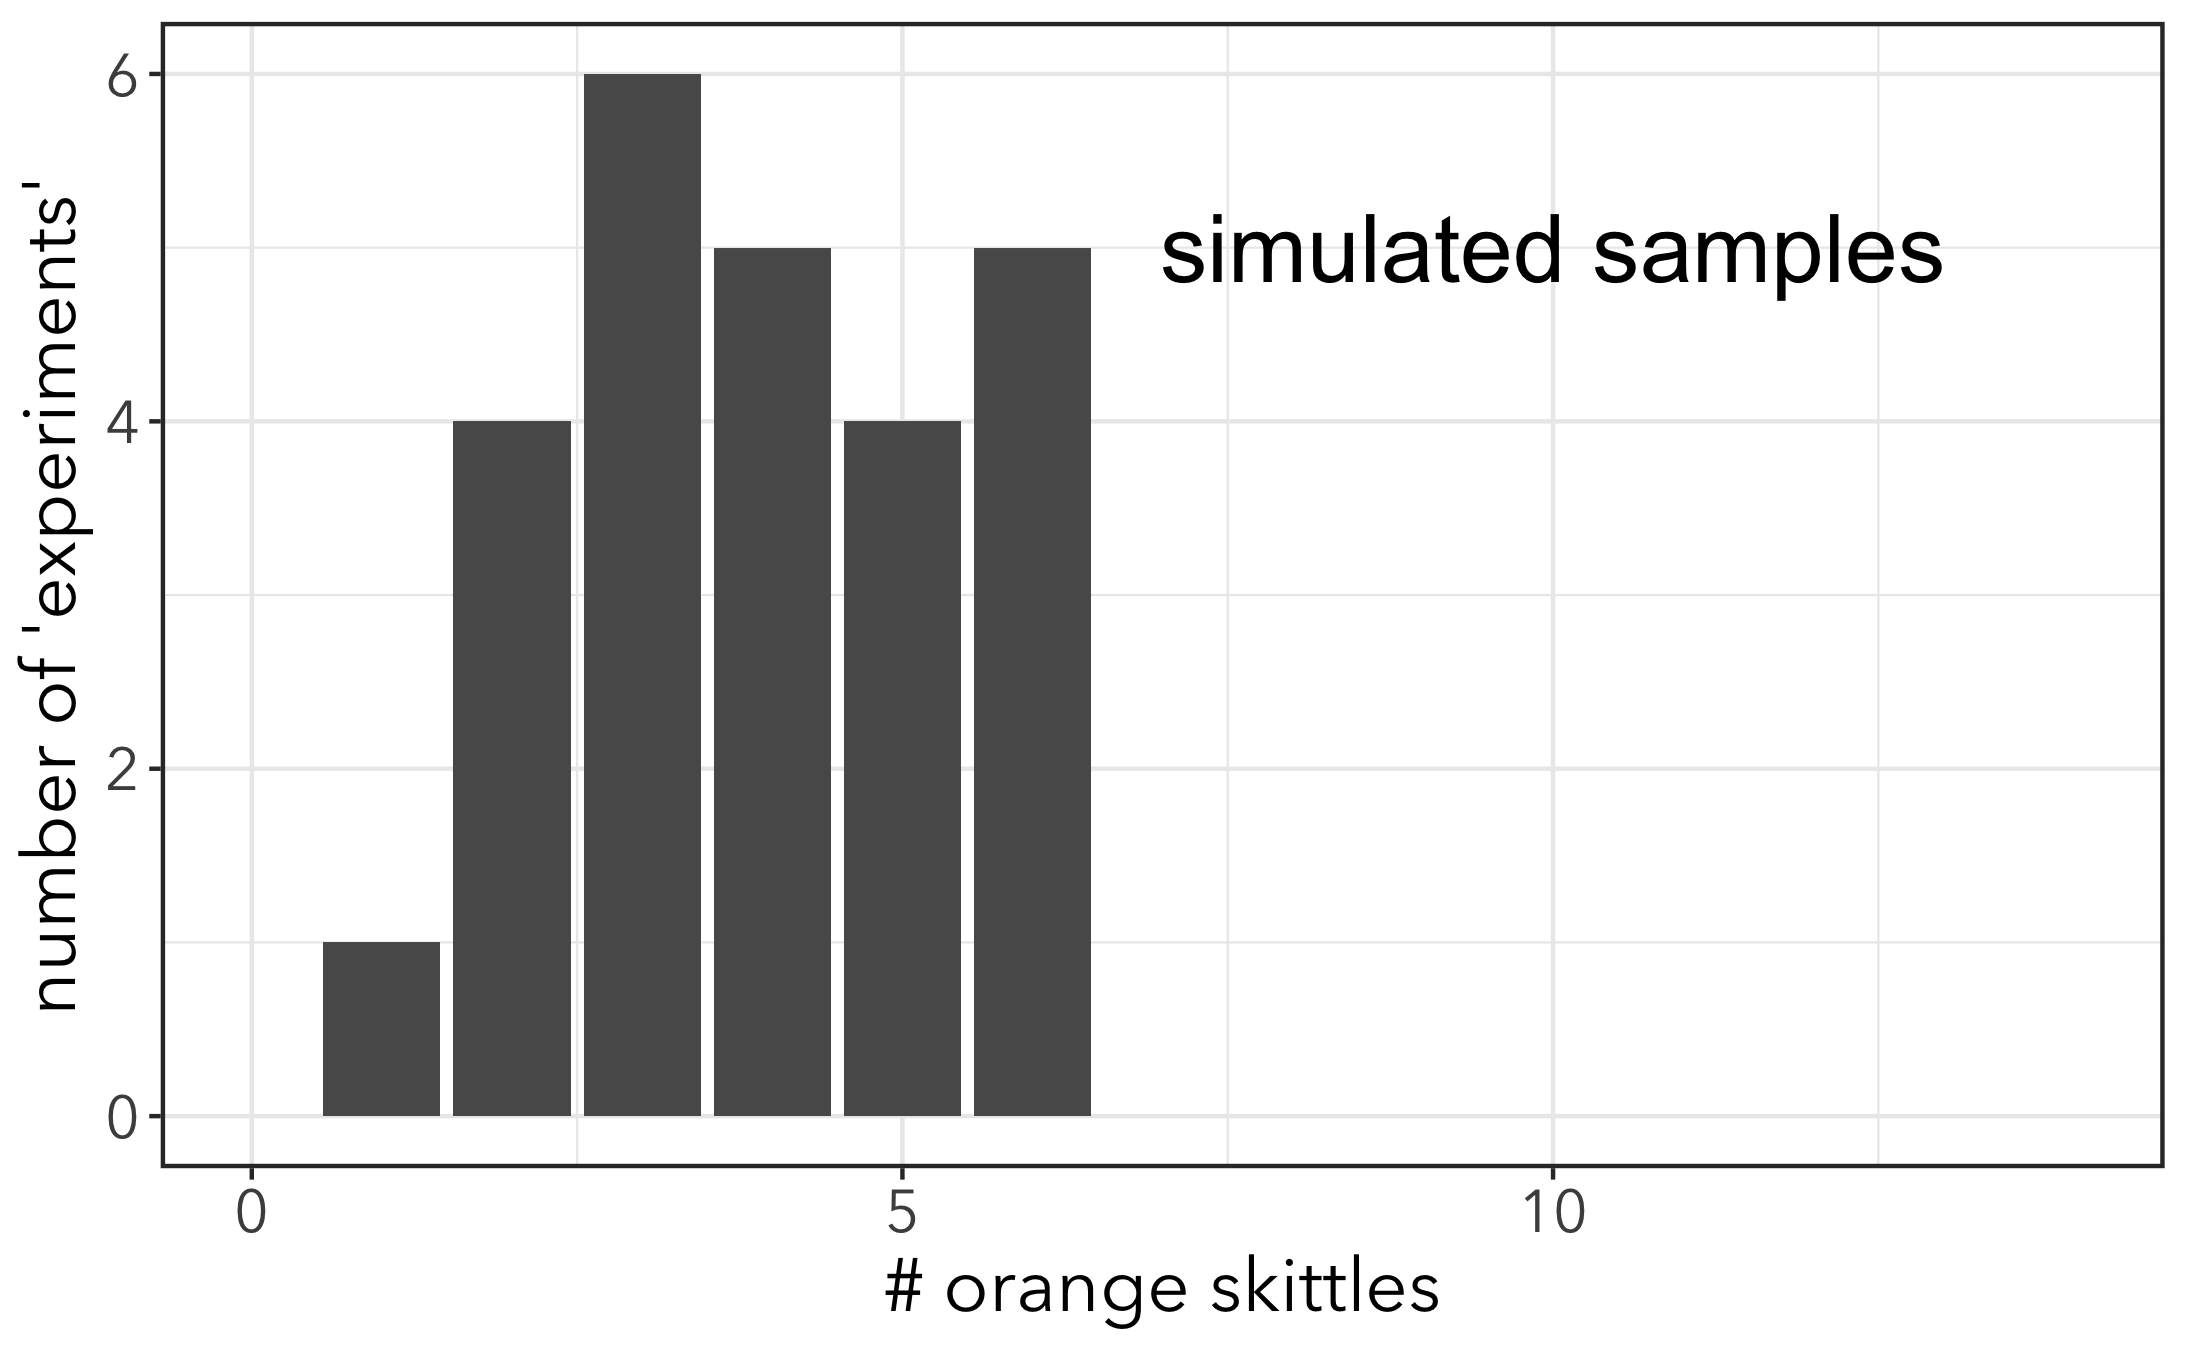 number of 'experiments'
6
4
2
0
simulated samples
0 5 10
# orange skittles